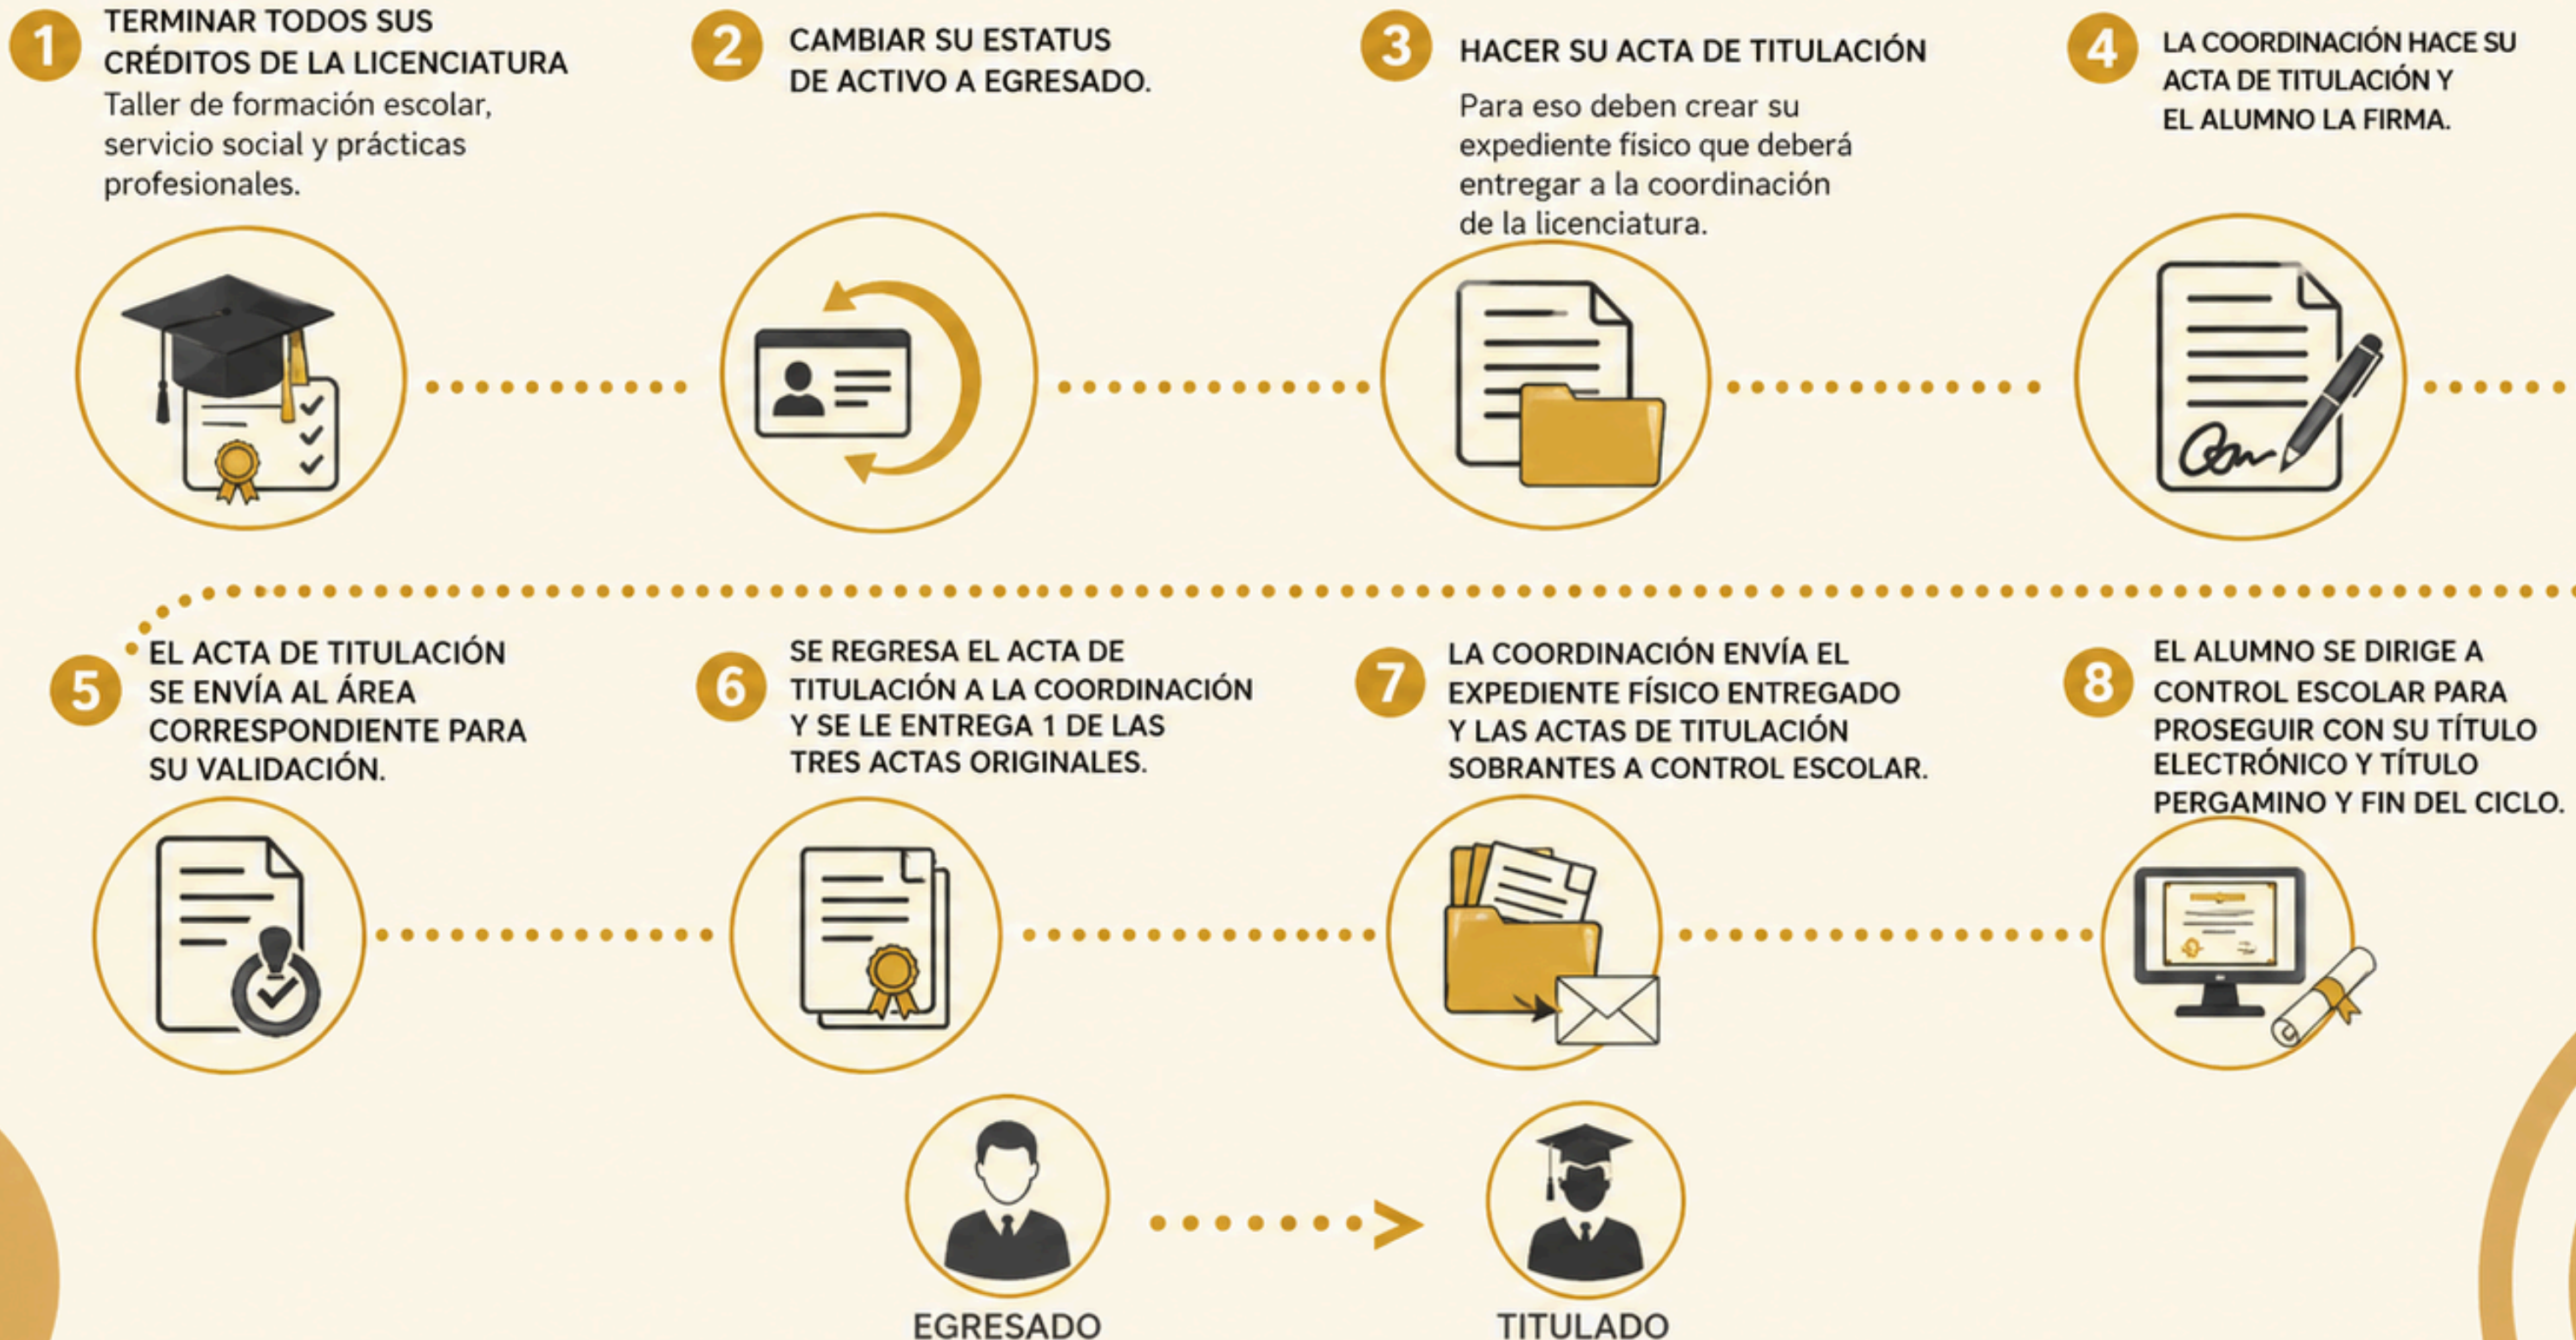 1
TERMINAR TODOS SUS
CRÉDITOS DE LA LICENCIATURA
Taller de formación escolar,
servicio social y prácticas
profesionales.
2
CAMBIAR SU ESTATUS
DE ACTIVO A EGRESADO.
3
HACER SU ACTA DE TITULACIÓN
Para eso deben crear su
expediente físico que deberá
entregar a la coordinación
de la licenciatura.
4
LA COORDINACIÓN HACE SU
ACTA DE TITULACIÓN Y
EL ALUMNO LA FIRMA.
5
EL ACTA DE TITULACIÓN
SE ENVÍA AL ÁREA
CORRESPONDIENTE PARA
SU VALIDACIÓN.
6
SE REGRESA EL ACTA DE
TITULACIÓN A LA COORDINACIÓN
Y SE LE ENTREGA 1 DE LAS
TRES ACTAS ORIGINALES.
7
LA COORDINACIÓN ENVÍA EL
EXPEDIENTE FÍSICO ENTREGADO
Y LAS ACTAS DE TITULACIÓN
SOBRANTES A CONTROL ESCOLAR.
8
EL ALUMNO SE DIRIGE A
CONTROL ESCOLAR PARA
PROSEGUIR CON SU TÍTULO
ELECTRÓNICO Y TÍTULO
PERGAMINO Y FIN DEL CICLO.
EGRESADO
TITULADO